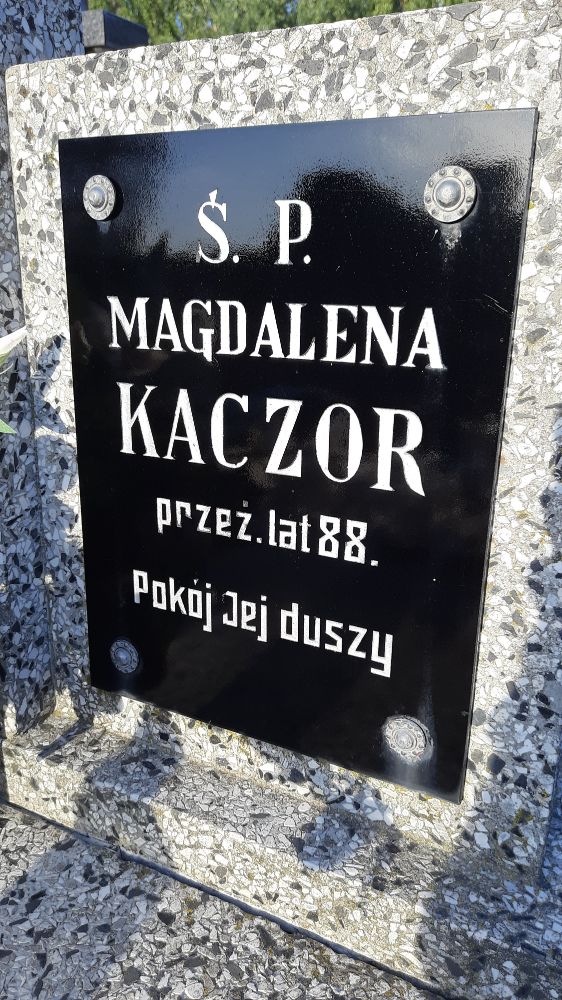 Ś. P.
MAGDALENA
KACZOR
przeż. lat 88.
Pokój Jej duszy